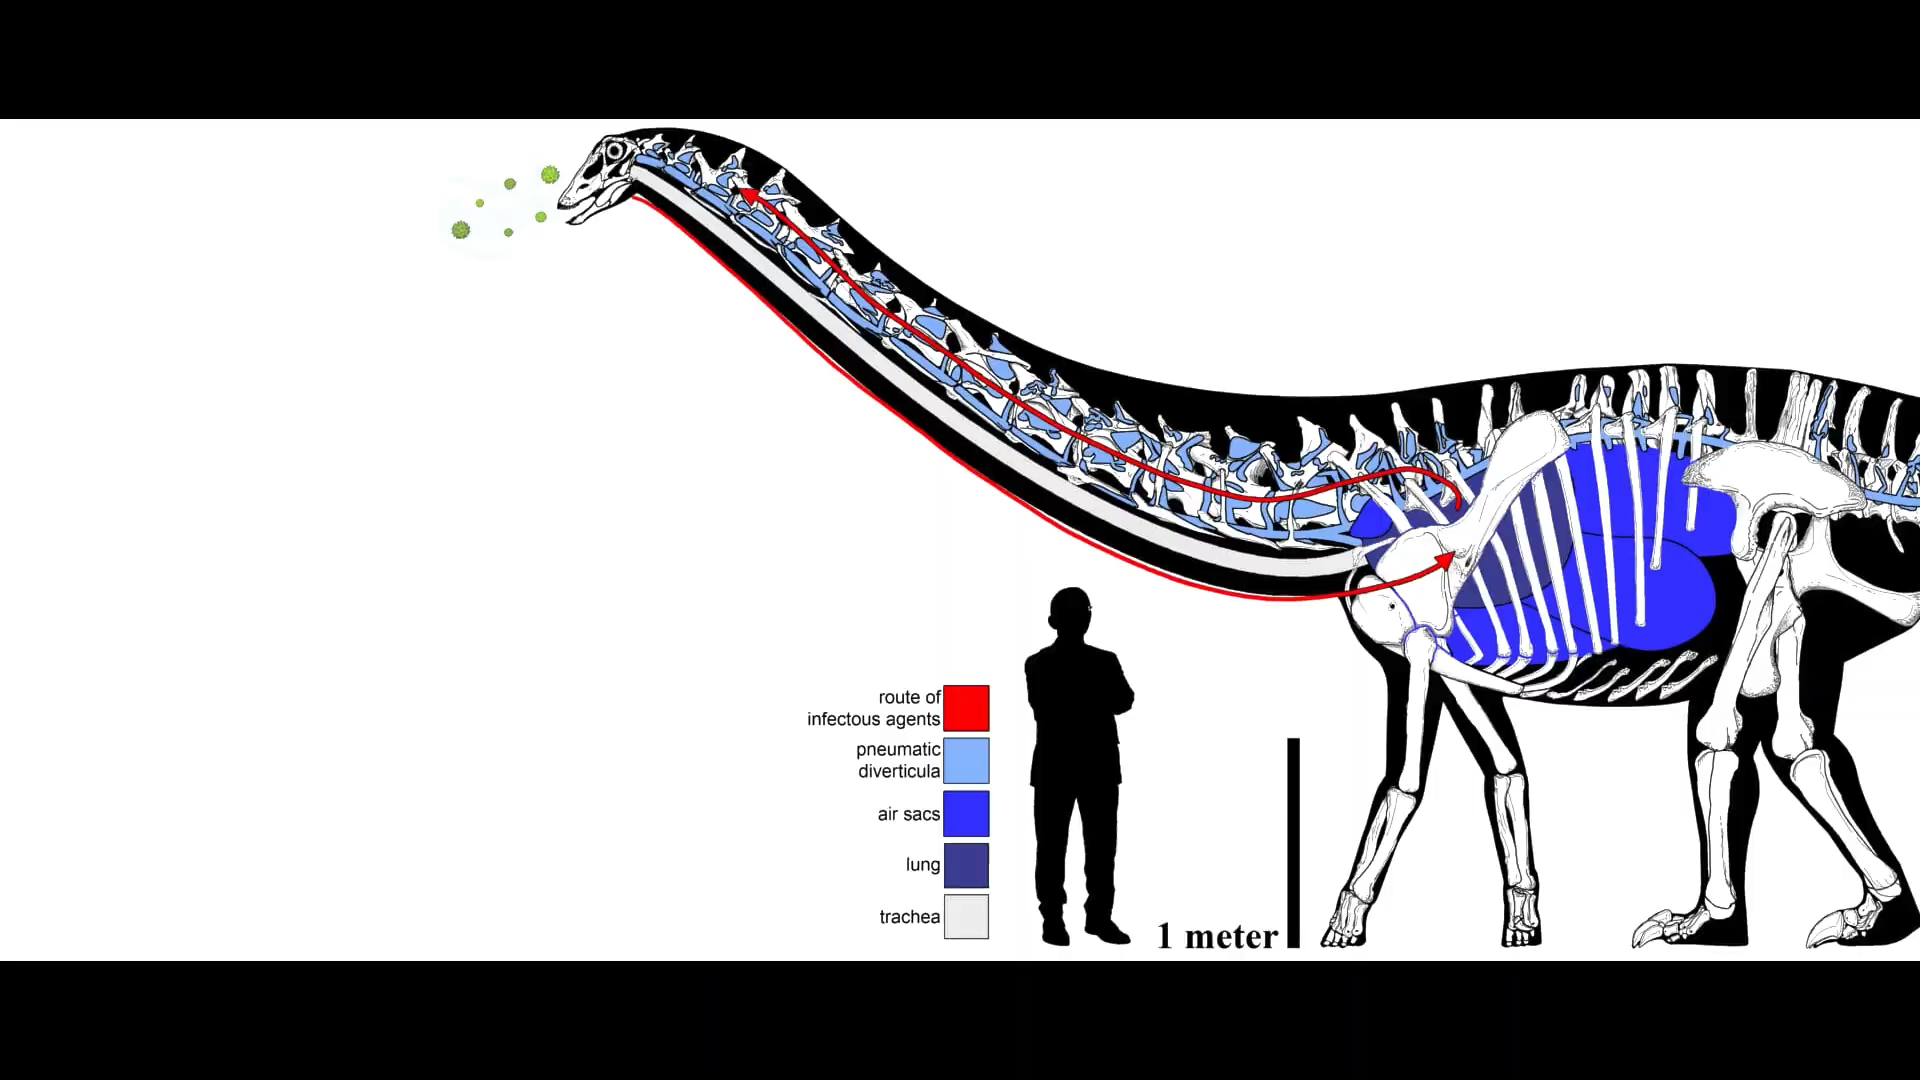 route of
infectous agents
pneumatic
diverticula
air sacs
lung
trachea
1 meter